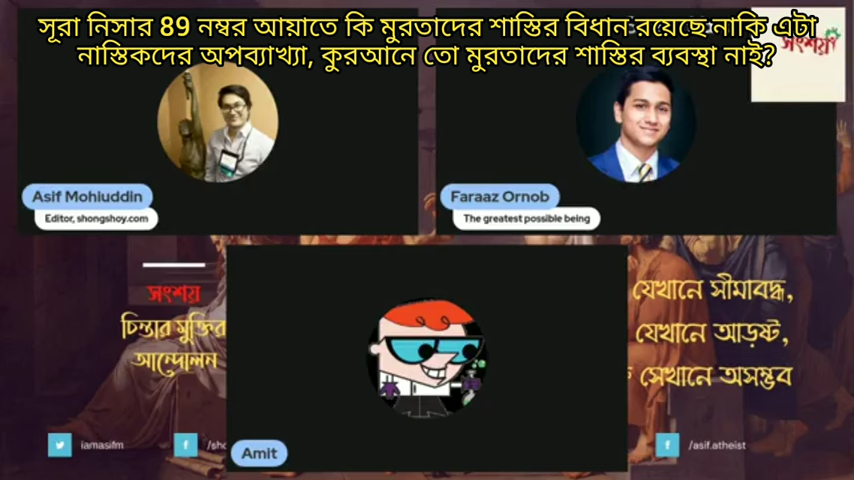 সূরা নিসার 89 নম্বর আয়াতে কি মুরতাদের শাস্তির বিধান রয়েছে নাকি এটা
নাস্তিকদের অপব্যাখ্যা, কুরআনে তো মুরতাদের শাস্তির ব্যবস্থা নাই?
সংশয়
Asif Mohiuddin
Editor, shongshoy.com
Faraaz Ornob
The greatest possible being
সংশয়
চিন্তার মুক্তির
আন্দোলন
যেখানে সীমাবদ্ধ,
যেখানে আড়ষ্ট,
সেখানে অসম্ভব
iamasifm
/sho
Amit
/asif.atheist